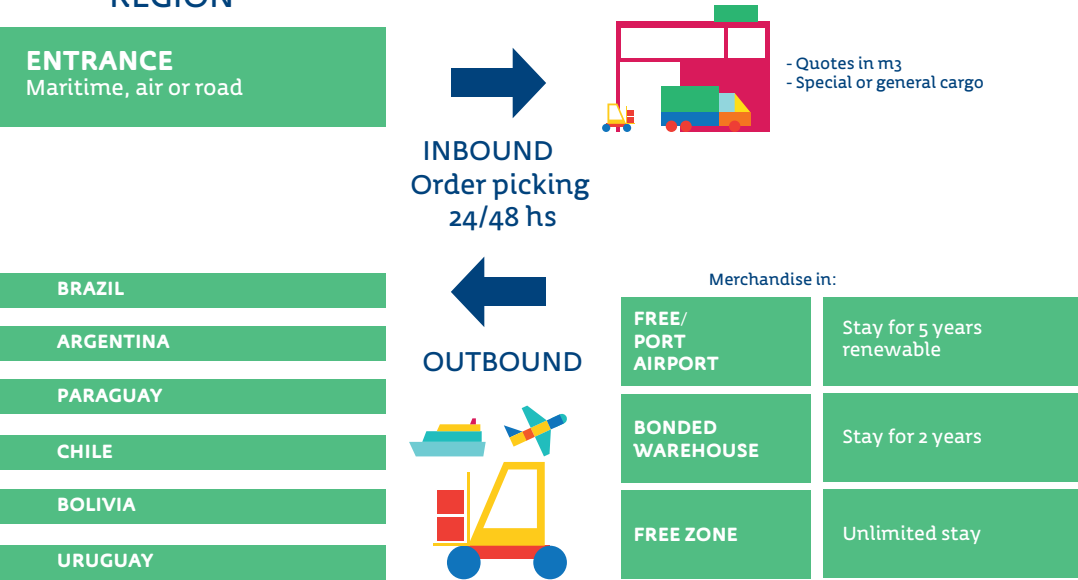 REGION
ENTRANCE
Maritime, air or road
- Quotes in m3
- Special or general cargo
INBOUND
Order picking
24/48 hs
BRAZIL
ARGENTINA
PARAGUAY
CHILE
BOLIVIA
URUGUAY
OUTBOUND
Merchandise in:
FREE/
PORT
AIRPORT
Stay for 5 years
renewable
BONDED
WAREHOUSE
Stay for 2 years
FREE ZONE
Unlimited stay